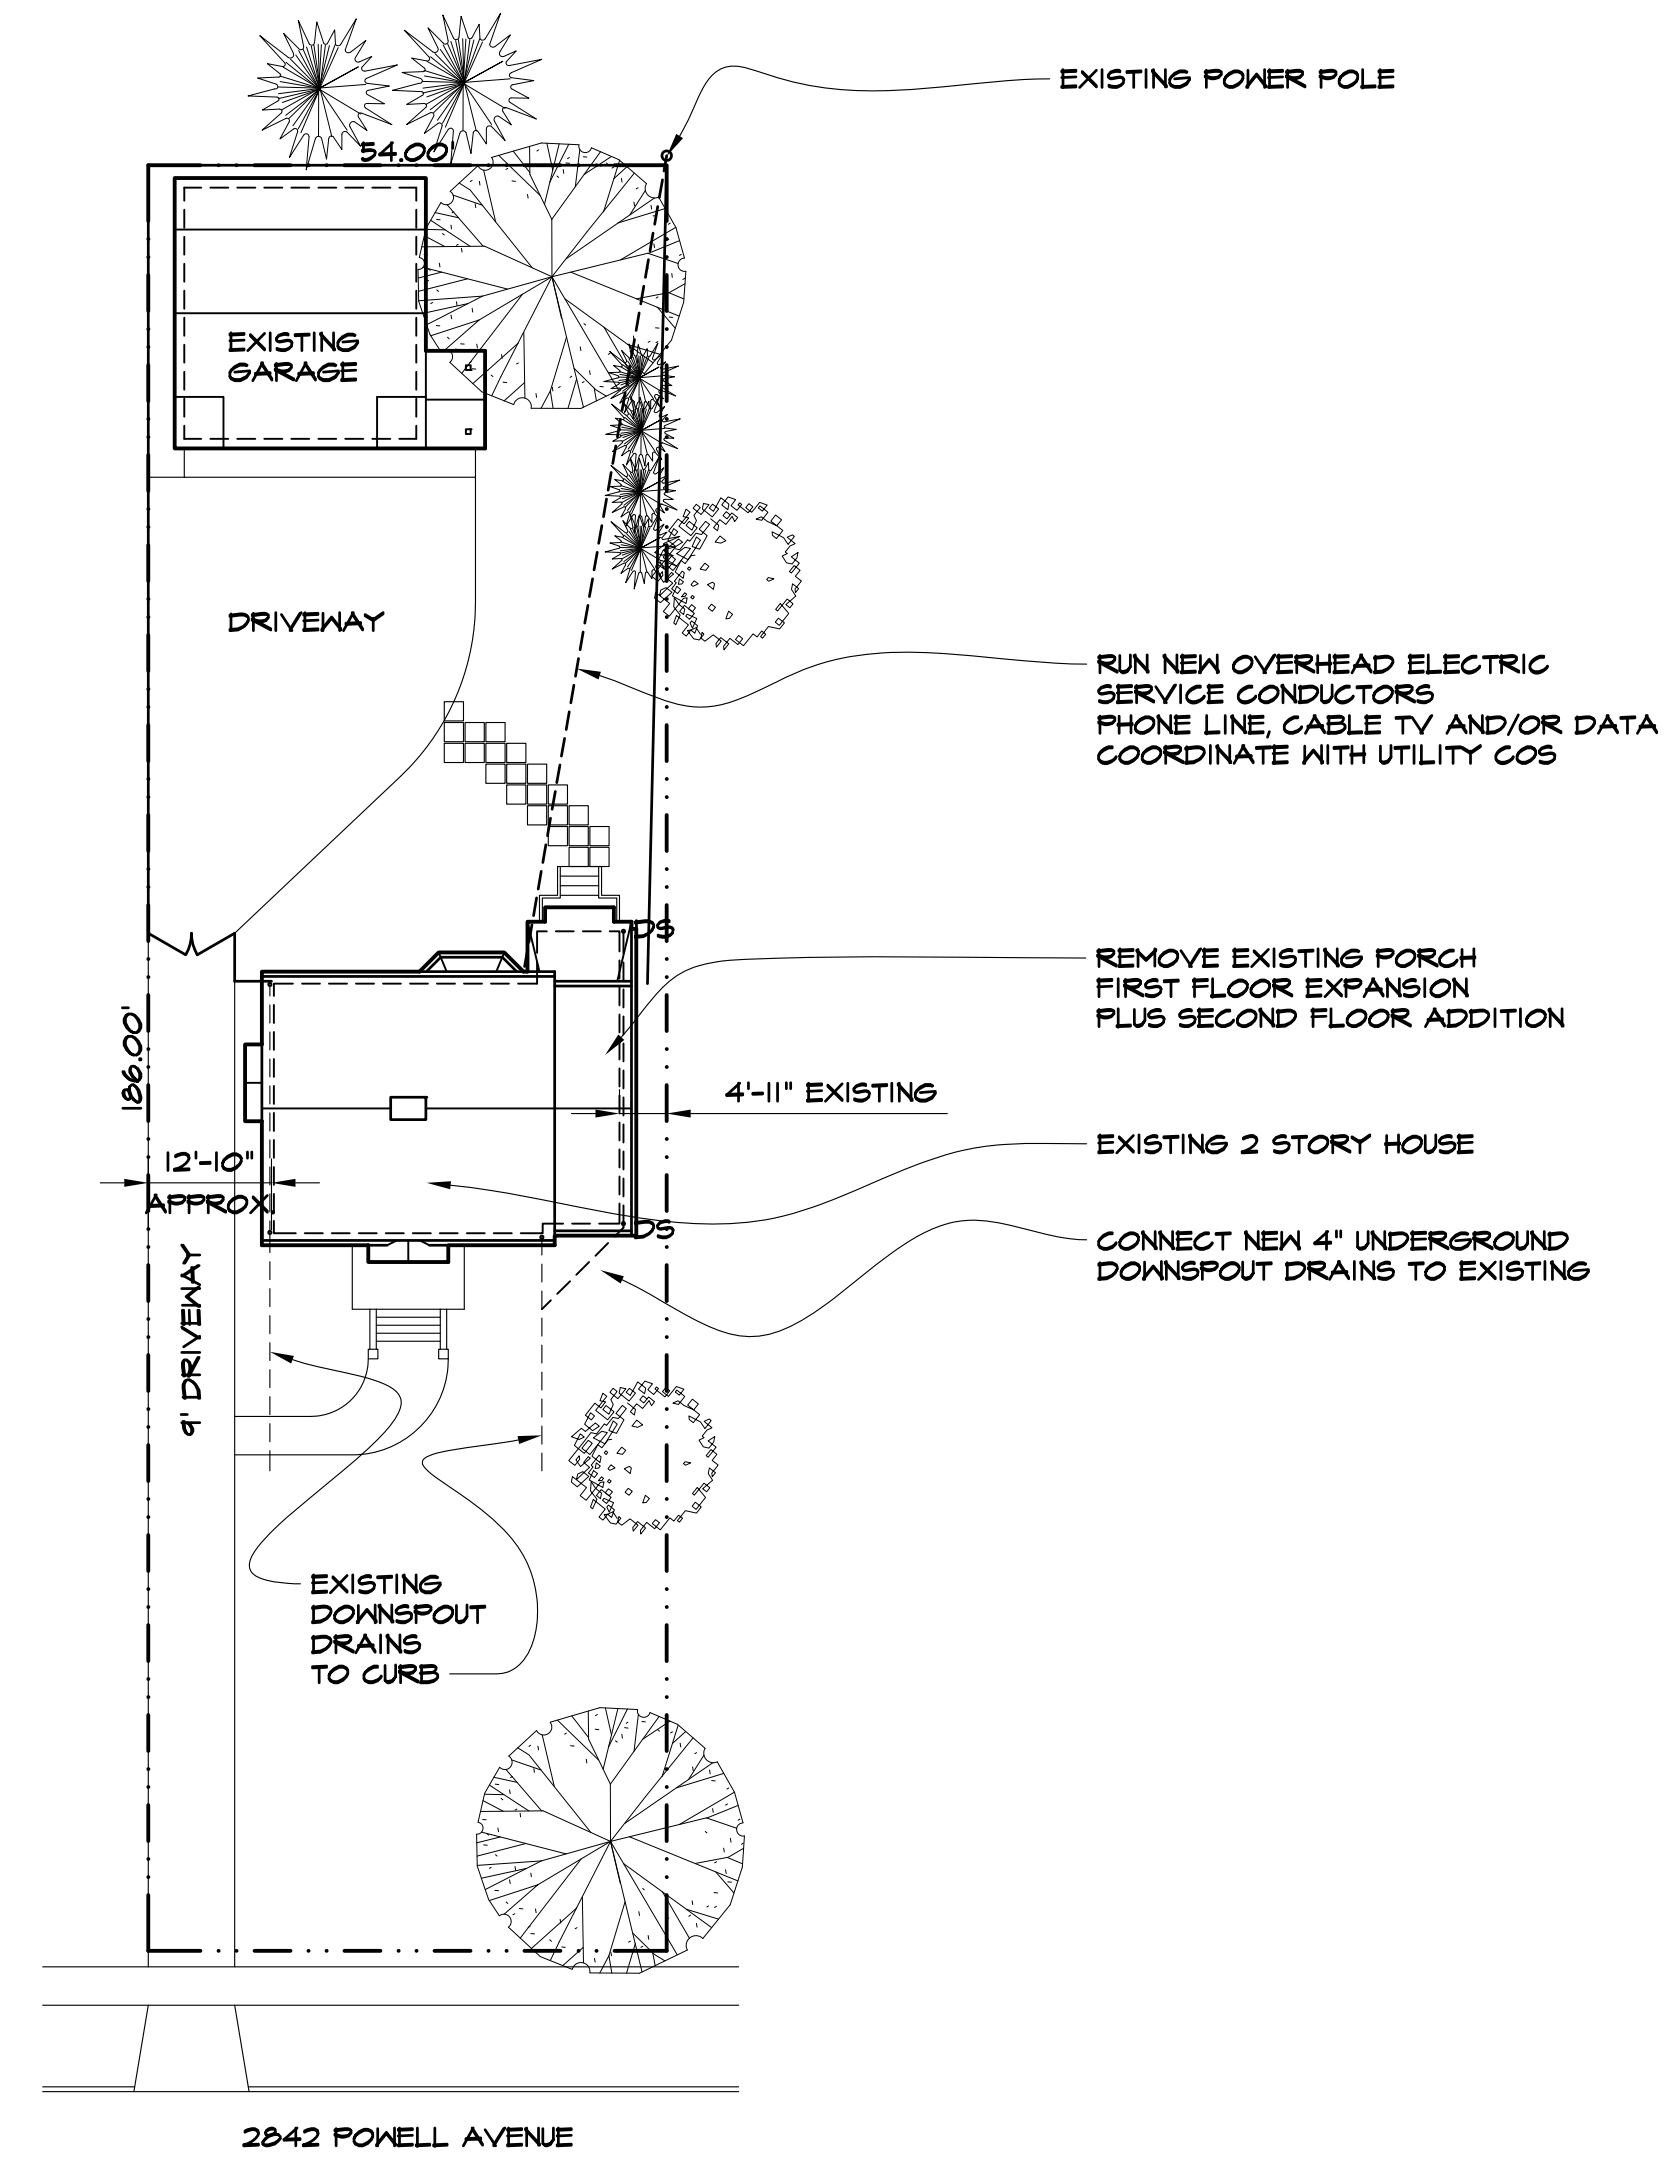 EXISTING POWER POLE
54.00'
EXISTING
GARAGE
DRIVEWAY
RUN NEW OVERHEAD ELECTRIC
SERVICE CONDUCTORS
PHONE LINE, CABLE TV AND/OR DATA
COORDINATE WITH UTILITY COS
DS
REMOVE EXISTING PORCH
FIRST FLOOR EXPANSION
PLUS SECOND FLOOR ADDITION
186.00'
4'-11" EXISTING
EXISTING 2 STORY HOUSE
12'-10"
APPROX.
DS
CONNECT NEW 4" UNDERGROUND
DOWNSPOUT DRAINS TO EXISTING
9' DRIVEWAY
EXISTING
DOWNSPOUT
DRAINS
TO CURB
2842 POWELL AVENUE